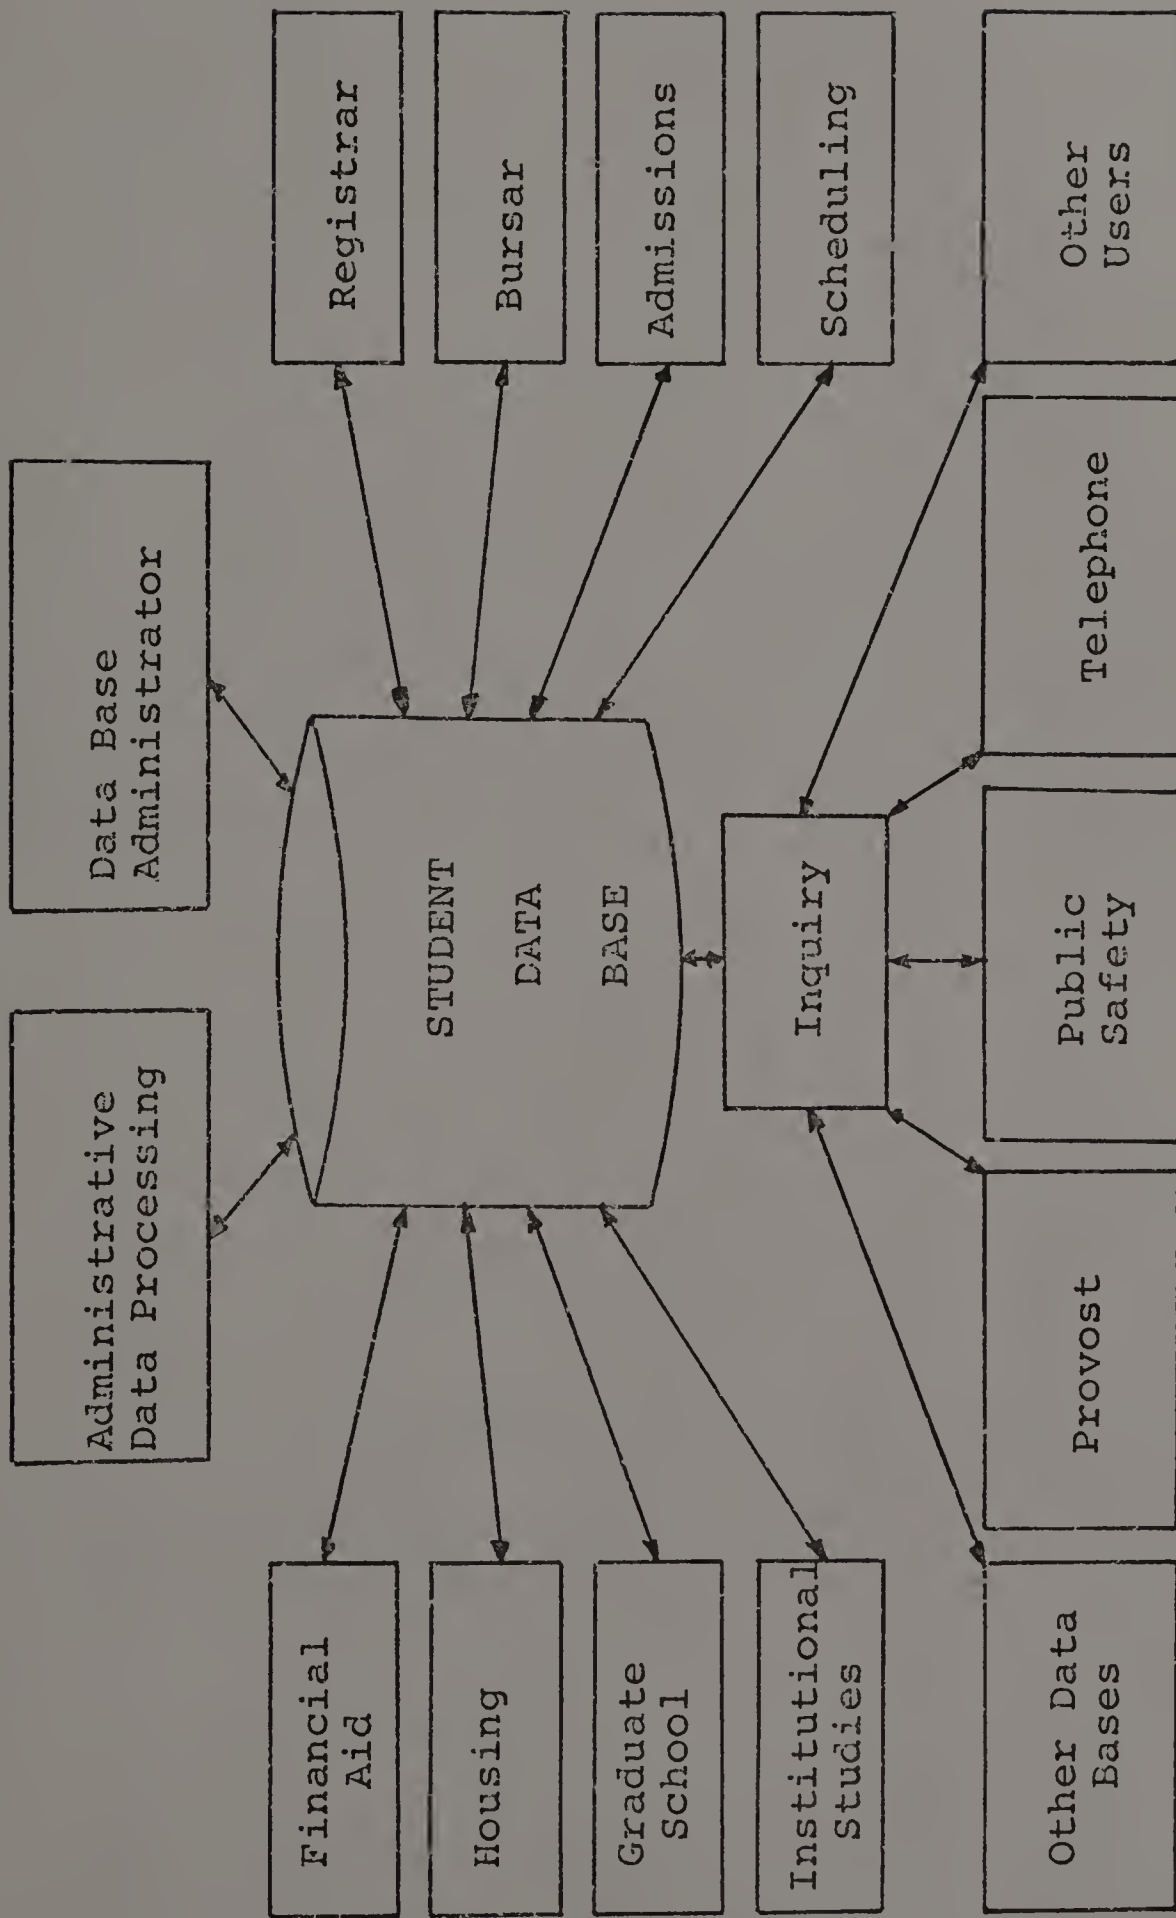 Administrative
Data Processing
Data Base
Administrator
Financial
Aid
Housing
Graduate
School
Institutional
Studies
STUDENT
DATA
BASE
Registrar
Bursar
Admissions
Scheduling
Inquiry
Other Data
Bases
Provost
Public
Safety
Telephone
Other
Users